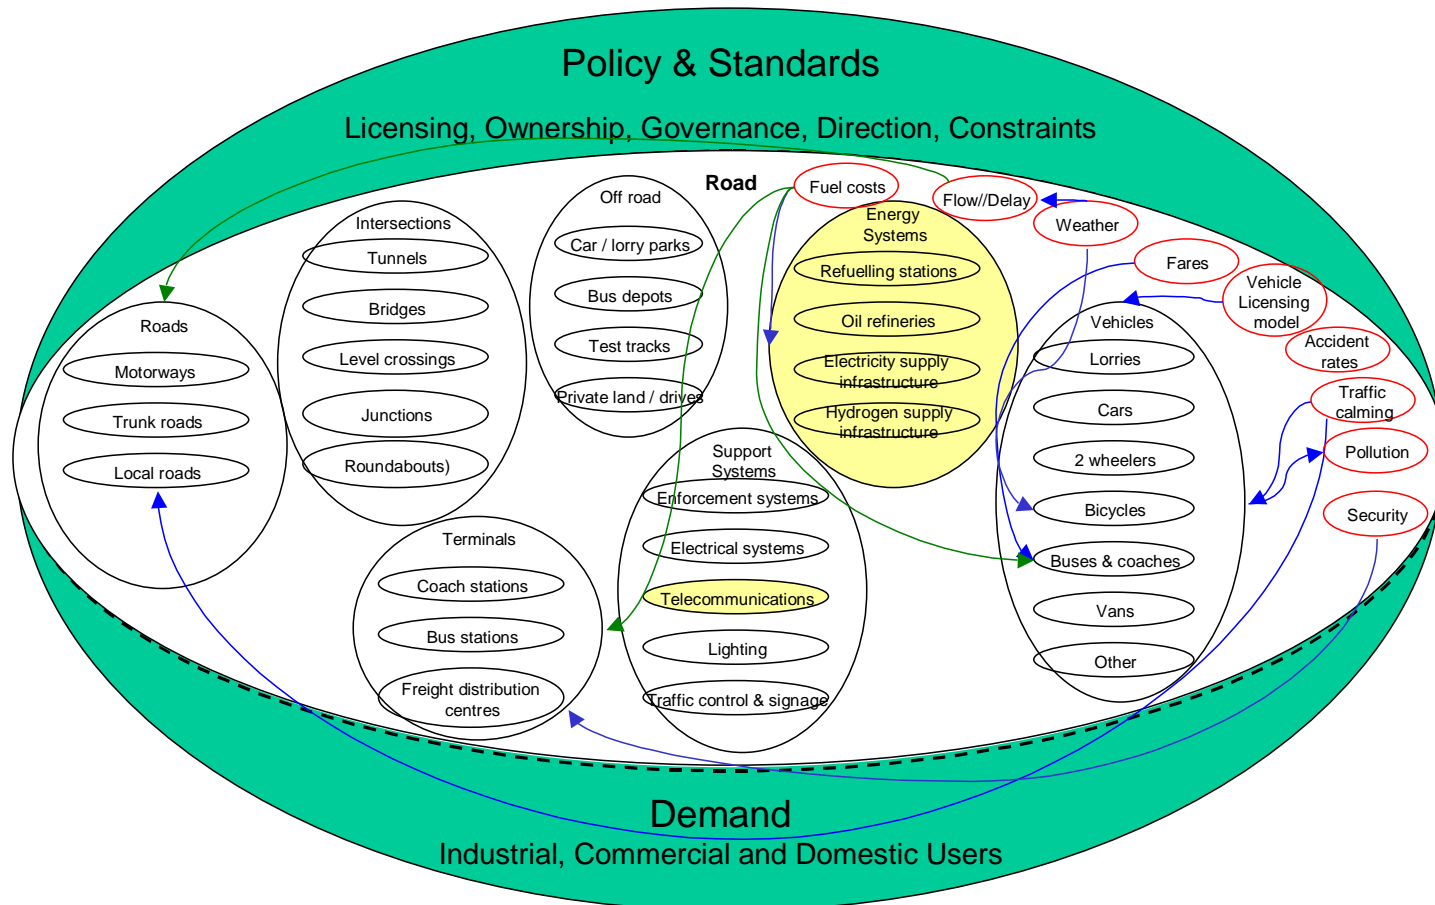 Policy & Standards
Licensing, Ownership, Governance, Direction, Constraints
Road
Fuel costs
Flow//Delay
Weather
Fares
Vehicle
Licensing
model
Accident
rates
Traffic
calming
Pollution
Security
Roads
Motorways
Trunk roads
Local roads
Intersections
Tunnels
Bridges
Level crossings
Junctions
Roundabouts)
Off road
Car / lorry parks
Bus depots
Test tracks
Private land / drives
Energy
Systems
Refuelling stations
Oil refineries
Electricity supply
infrastructure
Hydrogen supply
infrastructure
Vehicles
Lorries
Cars
2 wheelers
Bicycles
Buses & coaches
Vans
Other
Terminals
Coach stations
Bus stations
Freight distribution
centres
Support
Systems
Enforcement systems
Electrical systems
Telecommunications
Lighting
Traffic control & signage
Demand
Industrial, Commercial and Domestic Users